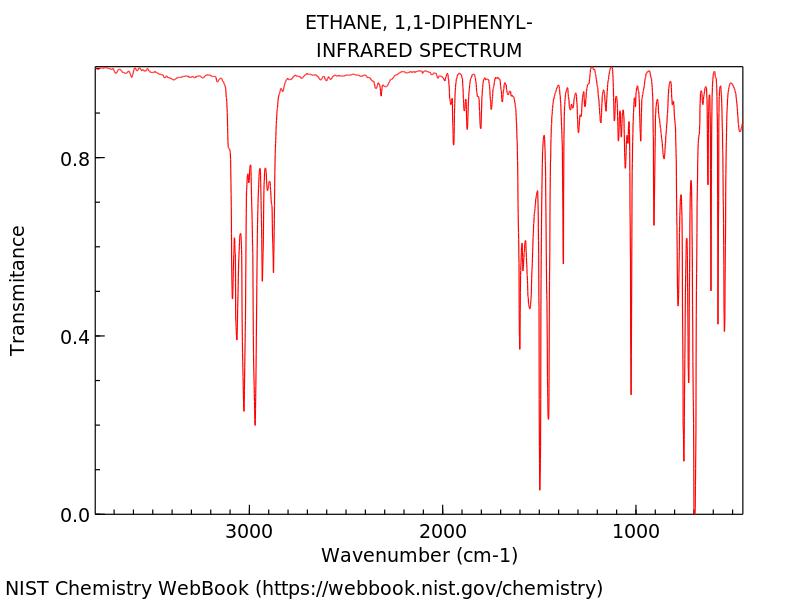 ETHANE, 1,1-DIPHENYL-
INFRARED SPECTRUM
0.8
0.4
0.0
Transmitance
3000
2000
1000
Wavenumber (cm-1)
NIST Chemistry WebBook (https://webbook.nist.gov/chemistry)